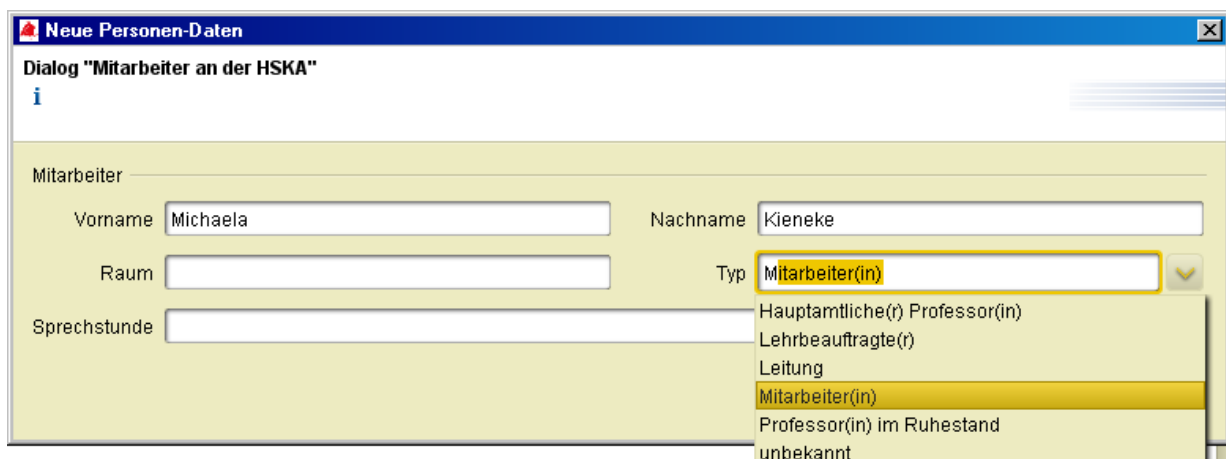 Neue Personen-Daten
Dialog "Mitarbeiter an der HSKA"
i
Mitarbeiter
Vorname Michaela Nachname Kieneke
Raum Typ Mitarbeiter(in)
Sprechstunde
Hauptamtliche(r) Professor(in)
Lehrbeauftragte(r)
Leitung
Mitarbeiter(in)
Professor(in) im Ruhestand
unbekannt